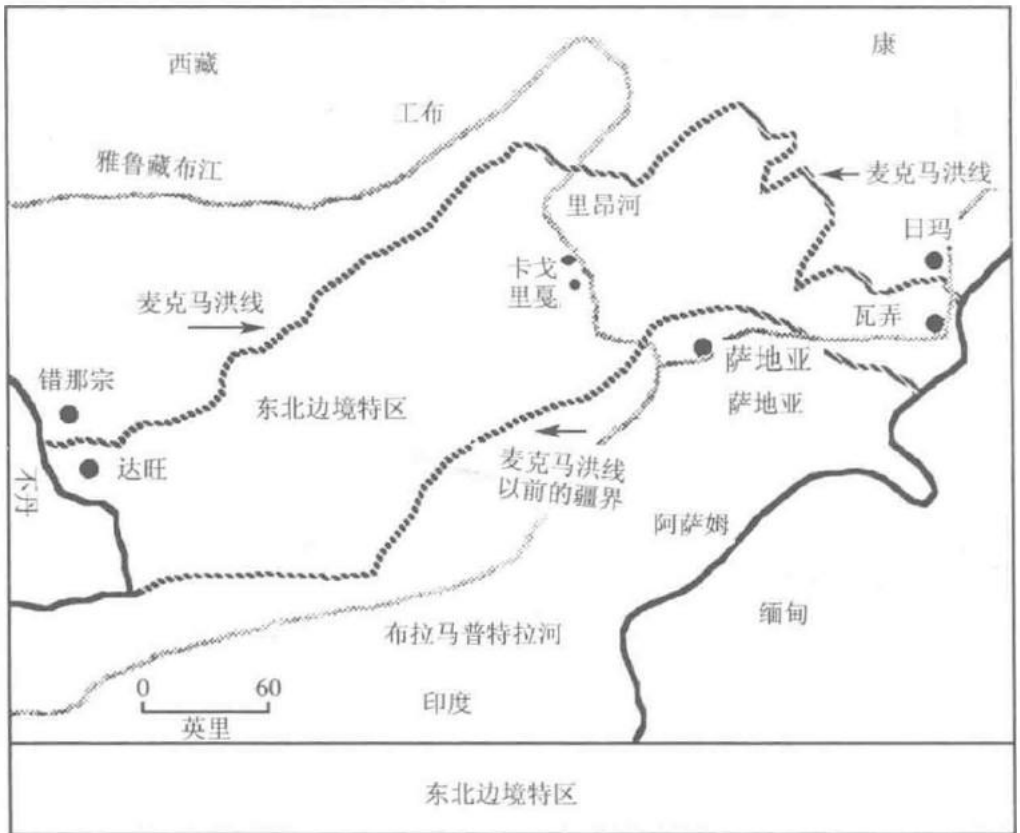 西藏
康
工布
雅鲁藏布江
麦克马洪线
里昂河
日玛
卡戈
里戛
麦克马洪线
瓦弄
萨地亚
错那宗
东北边境特区
萨地亚
达旺
麦克马洪线
以前的疆界
不丹
阿萨姆
缅甸
布拉马普特拉河
0 60
英里
印度
东北边境特区